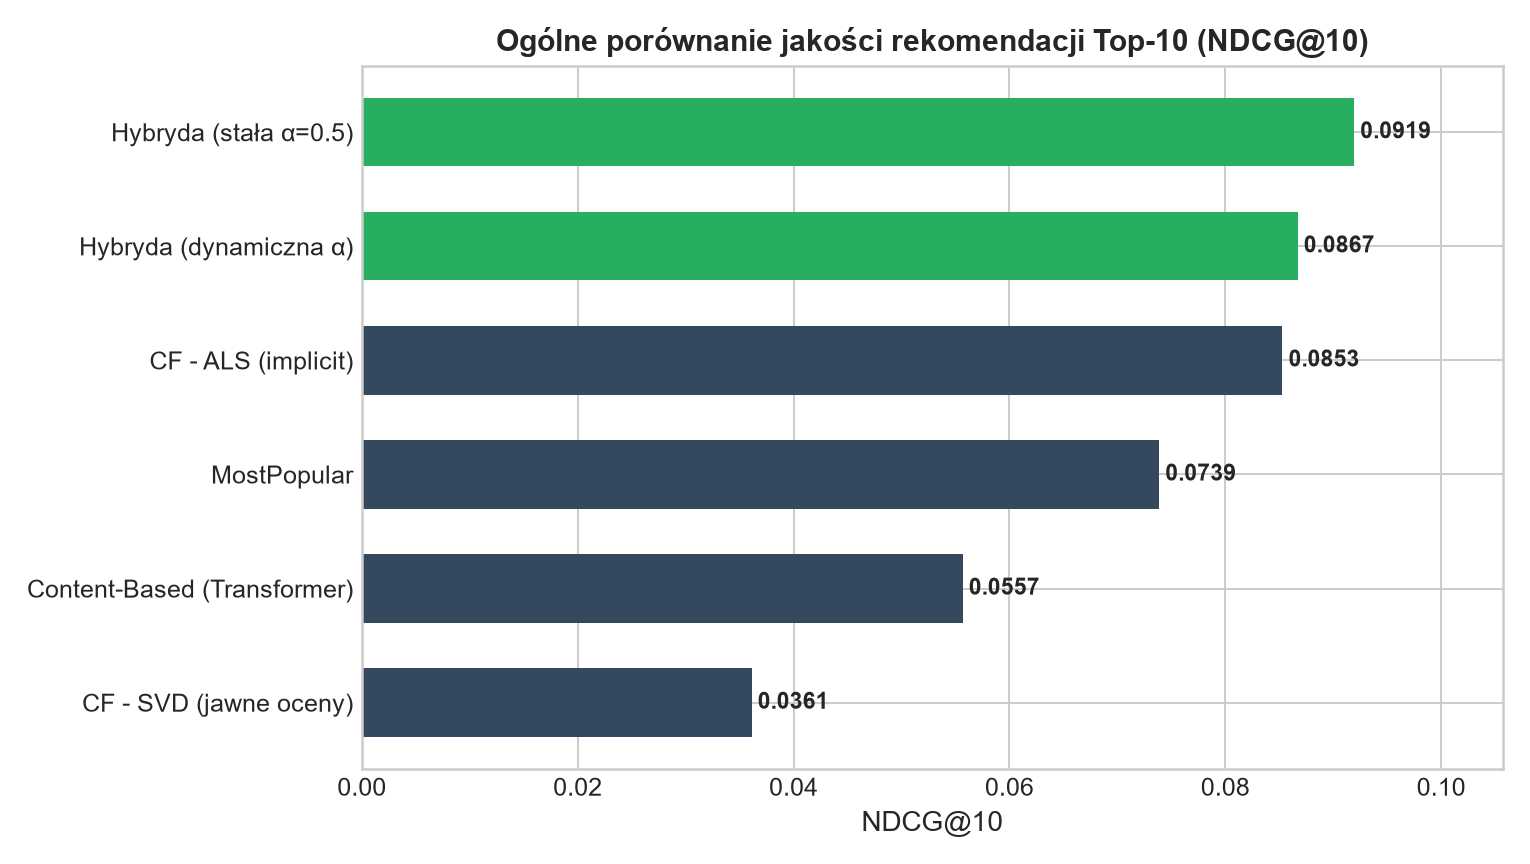 Ogólne porównanie jakości rekomendacji Top-10 (NDCG@10)
Hybryda (stała α=0.5)
0.0919
Hybryda (dynamiczna α)
0.0867
CF - ALS (implicit)
0.0853
MostPopular
0.0739
Content-Based (Transformer)
0.0557
CF - SVD (jawne oceny)
0.0361
0.00 0.02 0.04 0.06 0.08 0.10
NDCG@10